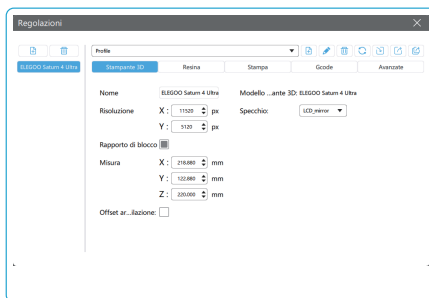 Regolazioni
Profile
ELEGOO Saturn 4 Ultra
Stampante 3D Resina Stampa Gcode Avanzate
Nome ELEGOO Saturn 4 Ultra Modello ...ante 3D: ELEGOO Saturn 4 Ultra
Risoluzione X : 11520 px Specchio: LCD_mirror
Y : 5120 px
Rapporto di blocco
Misura X : 218.880 mm
Y : 122.880 mm
Z : 220.000 mm
Offset ar...ilazione: